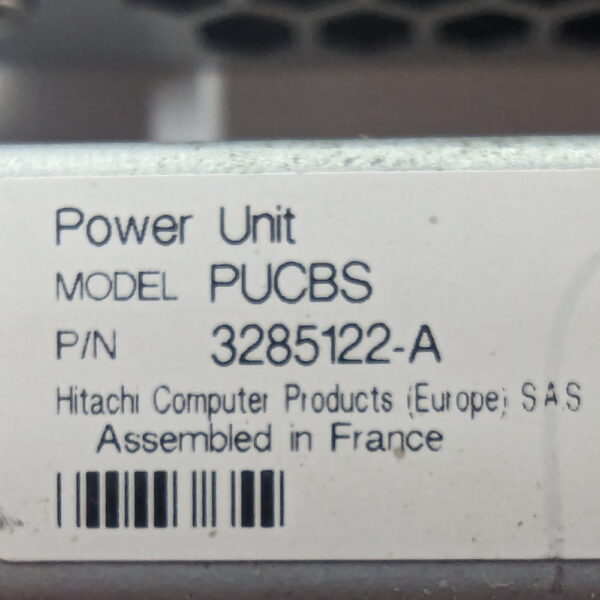 Power Unit
MODEL PUCBS
P/N 3285122-A
Hitachi Computer Products (Europe) S.A.S
Assembled in France